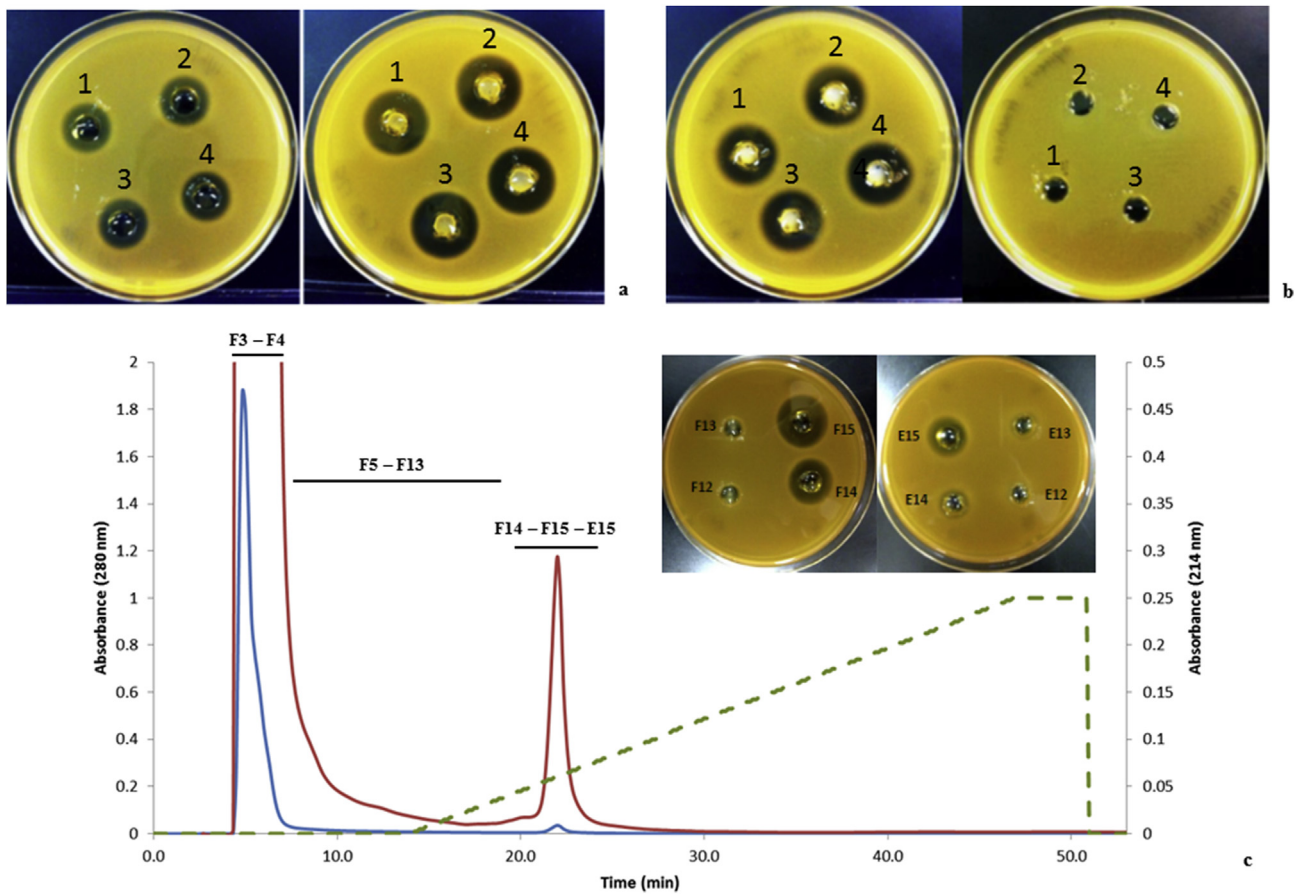 1
2
3
4
1
2
3
4
a
1
2
3
4
4
2
4
1
3
b
F3 – F4
F5 – F13
F14 – F15 – E15
F13
F15
F12
F14
E15
E13
E14
E12
2
1.8
1.6
1.4
1.2
1
0.8
0.6
0.4
0.2
0
Absorbance (280 nm)
0.5
0.45
0.4
0.35
0.3
0.25
0.2
0.15
0.1
0.05
0
Absorbance (214 nm)
0.0
10.0
20.0
30.0
40.0
50.0
Time (min)
c